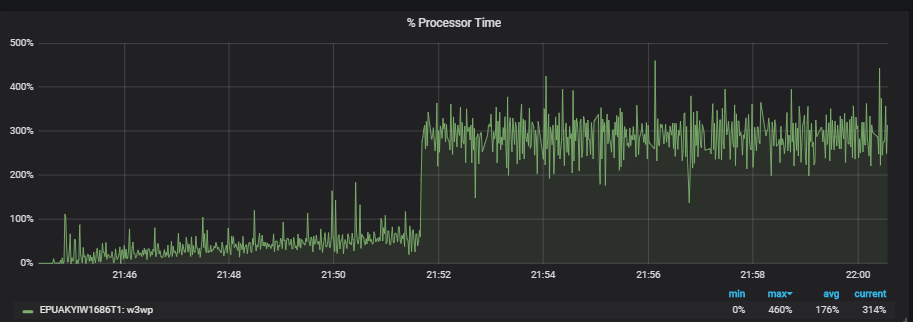 % Processor Time
500%
400%
300%
200%
100%
0%
21:46 21:48 21:50 21:52 21:54 21:56 21:58 22:00
min max avg current
EPUAKYIW1686T1: w3wp 0% 460% 176% 314%